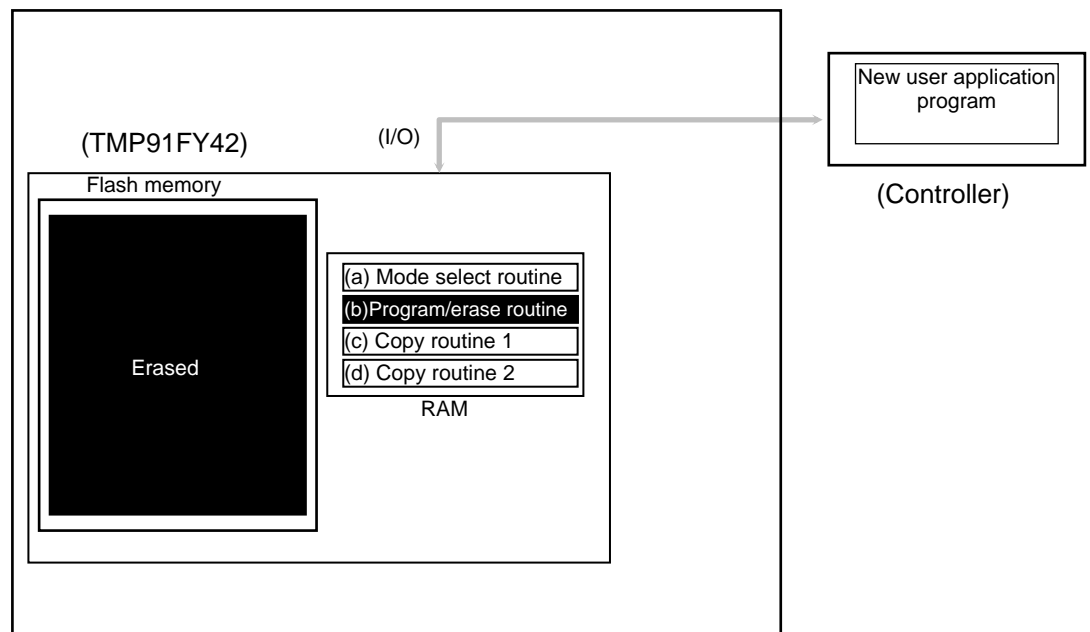 New user application
program
(I/O)
(TMP91FY42)
(Controller)
Flash memory
(a) Mode select routine
(b)Program/erase routine
(c) Copy routine 1
(d) Copy routine 2
Erased
RAM